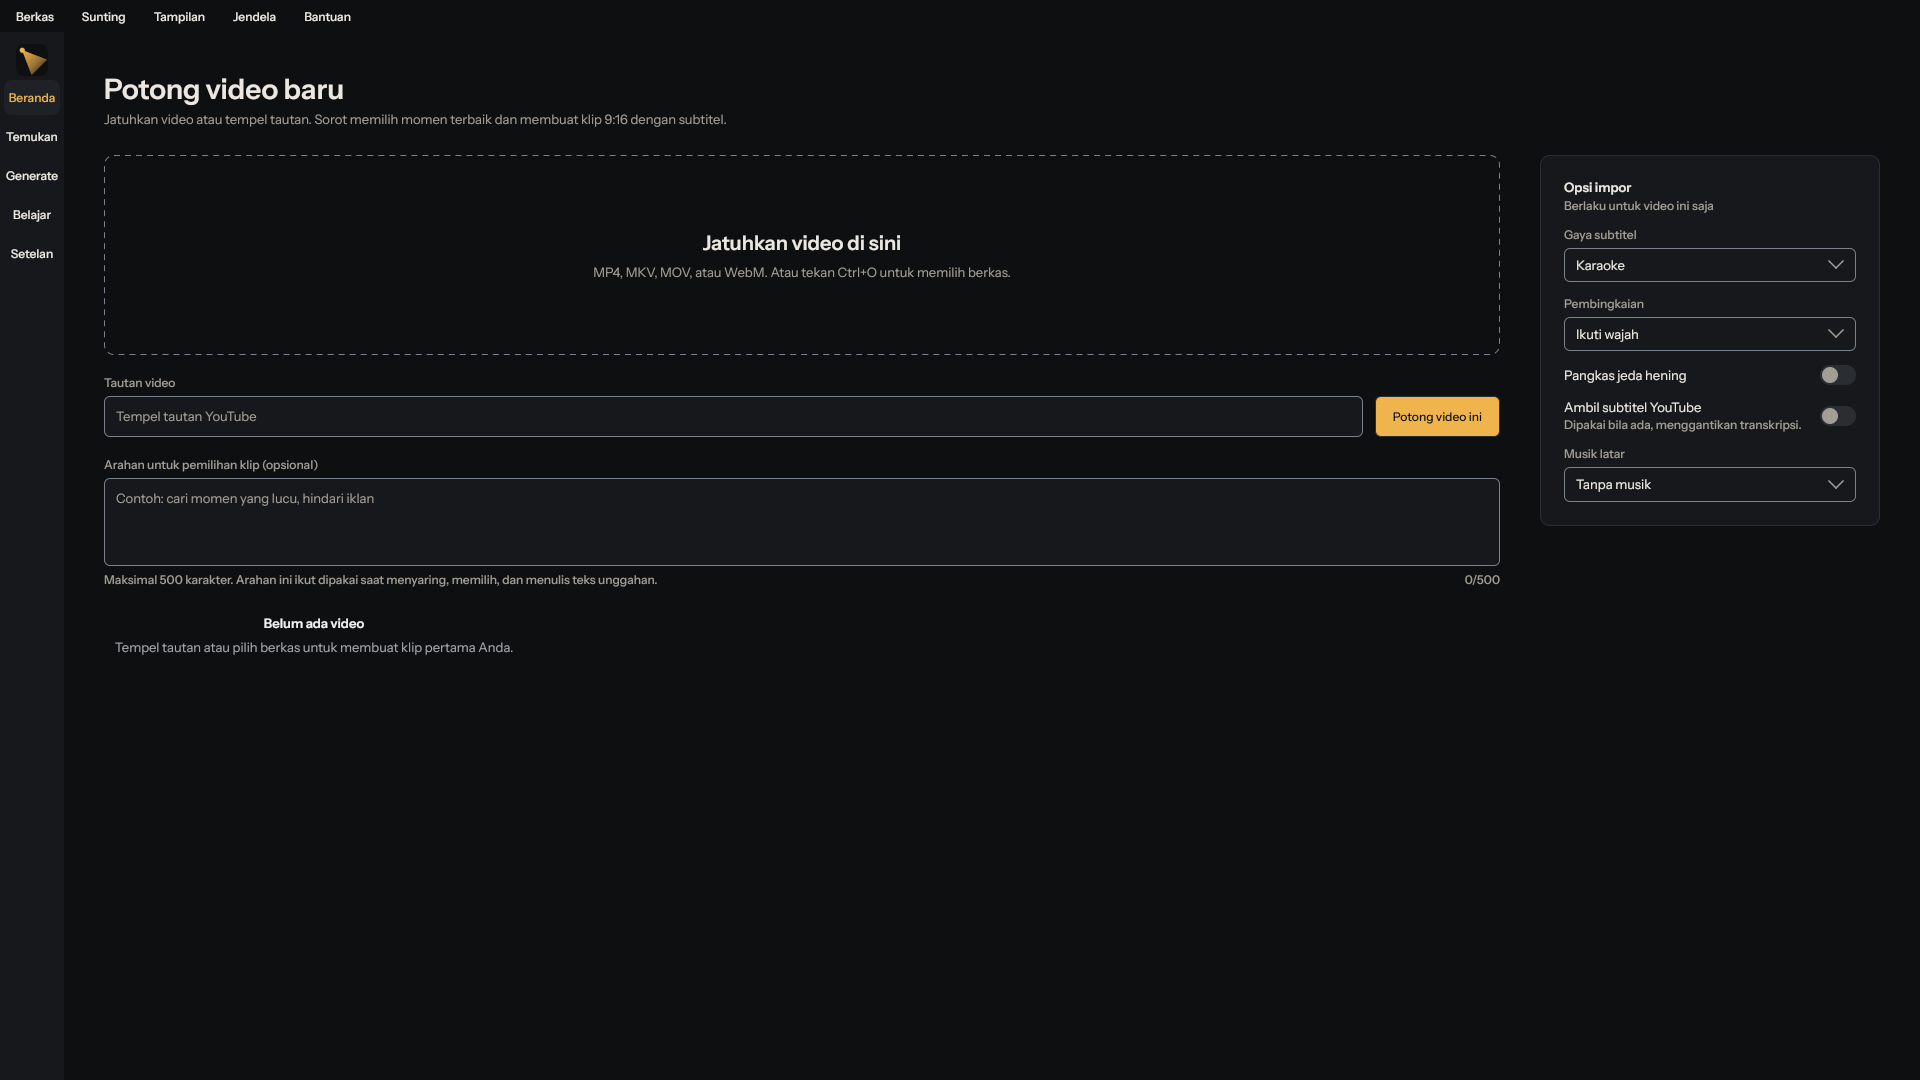 Berkas
Sunting
Tampilan
Jendela
Bantuan
Beranda
Temukan
Generate
Belajar
Setelan
Potong video baru
Jatuhkan video atau tempel tautan. Sorot memilih momen terbaik dan membuat klip 9:16 dengan subtitel.
Jatuhkan video di sini
MP4, MKV, MOV, atau WebM. Atau tekan Ctrl+O untuk memilih berkas.
Tautan video
Tempel tautan YouTube
Potong video ini
Arahan untuk pemilihan klip (opsional)
Contoh: cari momen yang lucu, hindari iklan
Maksimal 500 karakter. Arahan ini ikut dipakai saat menyaring, memilih, dan menulis teks unggahan.
0/500
Belum ada video
Tempel tautan atau pilih berkas untuk membuat klip pertama Anda.
Opsi impor
Berlaku untuk video ini saja
Gaya subtitel
Karaoke
Pembingkaian
Ikuti wajah
Pangkas jeda hening
Ambil subtitel YouTube
Dipakai bila ada, menggantikan transkripsi.
Musik latar
Tanpa musik